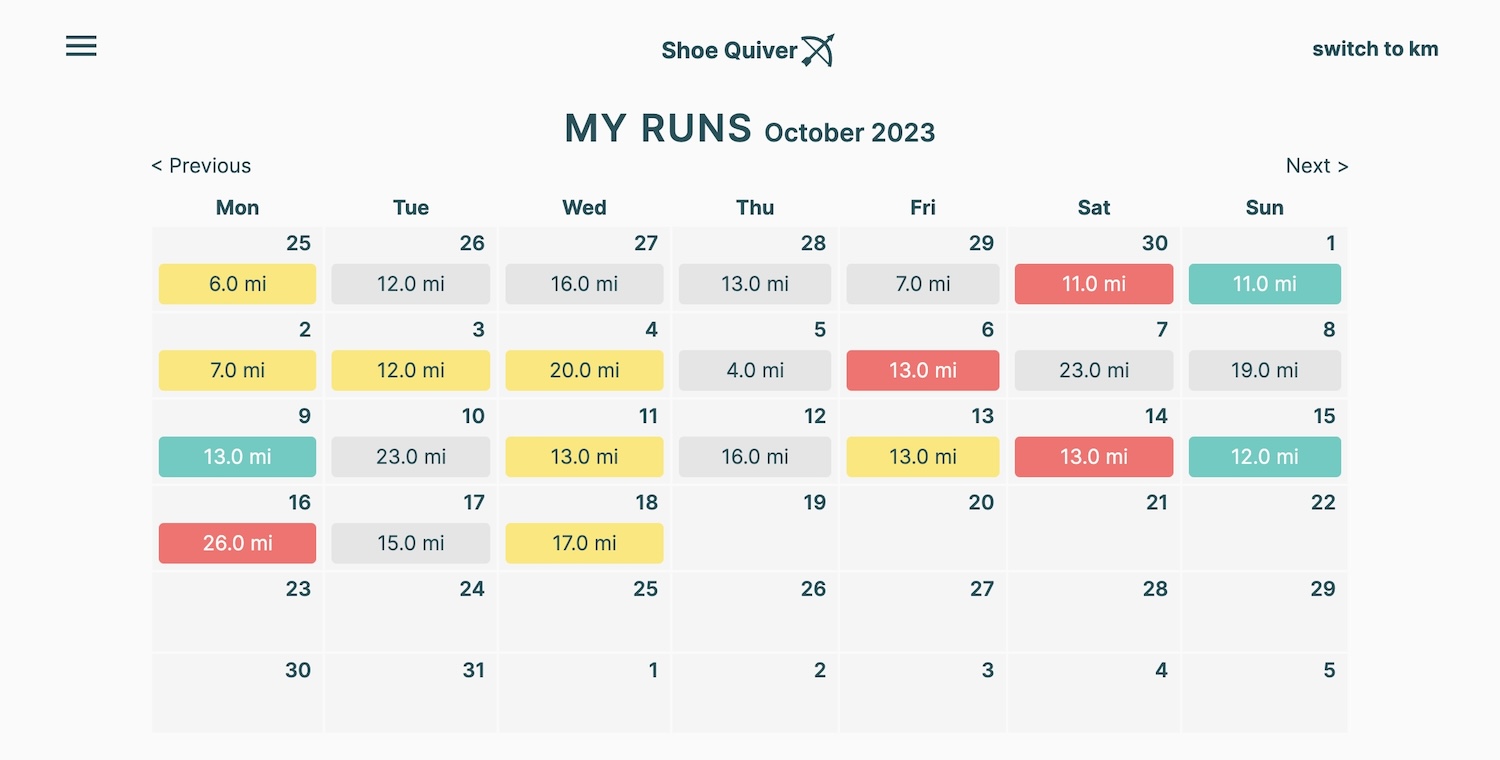 Shoe Quiver switch to km
MY RUNS October 2023
< Previous Next >
Mon Tue Wed Thu Fri Sat Sun
25 26 27 28 29 30 1
6.0 mi 12.0 mi 16.0 mi 13.0 mi 7.0 mi 11.0 mi 11.0 mi
2 3 4 5 6 7 8
7.0 mi 12.0 mi 20.0 mi 4.0 mi 13.0 mi 23.0 mi 19.0 mi
9 10 11 12 13 14 15
13.0 mi 23.0 mi 13.0 mi 16.0 mi 13.0 mi 13.0 mi 12.0 mi
16 17 18 19 20 21 22
26.0 mi 15.0 mi 17.0 mi
23 24 25 26 27 28 29
30 31 1 2 3 4 5